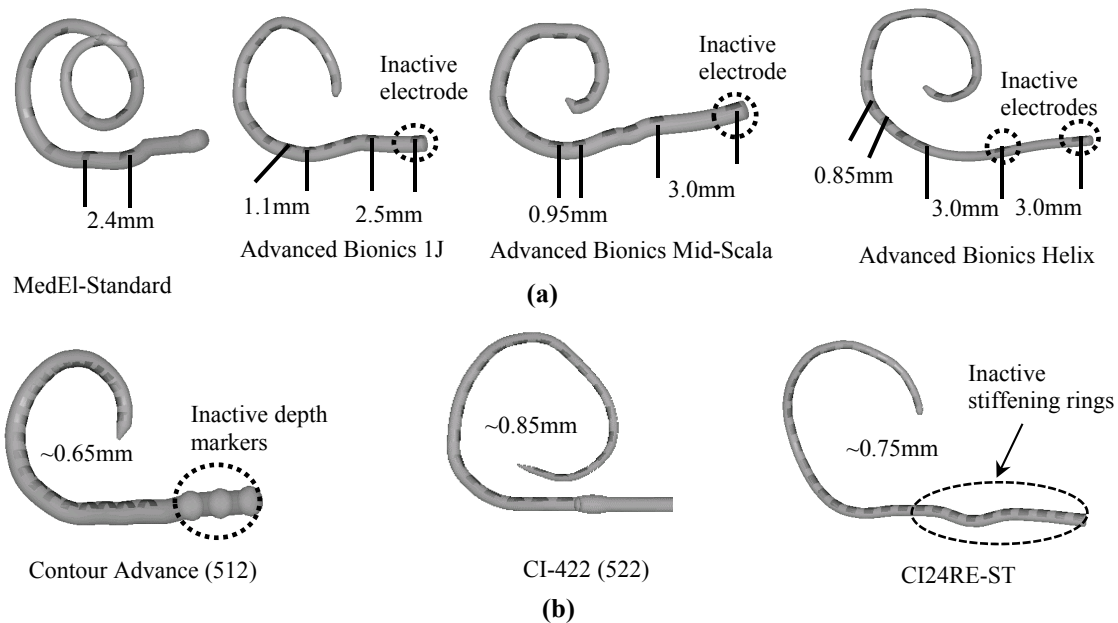 Inactive
electrode
Inactive
electrode
Inactive
electrodes
2.4mm
1.1mm
2.5mm
0.95mm
3.0mm
0.85mm
3.0mm
3.0mm
MedEl-Standard
Advanced Bionics 1J
Advanced Bionics Mid-Scala
Advanced Bionics Helix
(a)
~0.65mm
Inactive depth
markers
~0.85mm
~0.75mm
Inactive
stiffening rings
Contour Advance (512)
CI-422 (522)
CI24RE-ST
(b)